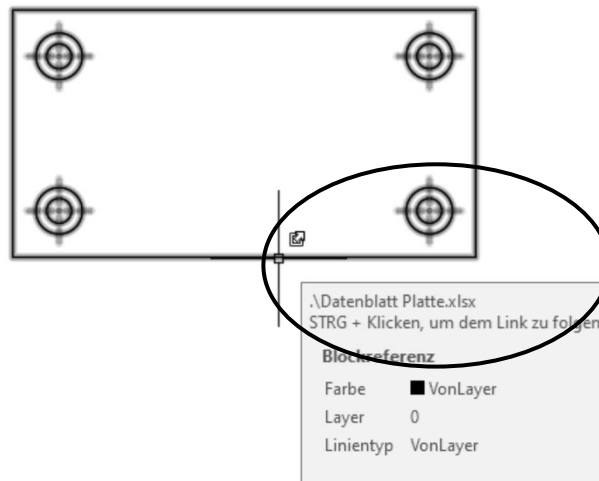 .\Datenblatt Platte.xlsx
STRG + Klicken, um dem Link zu folgen
Blockreferenz
Farbe VonLayer
Layer 0
Linientyp VonLayer